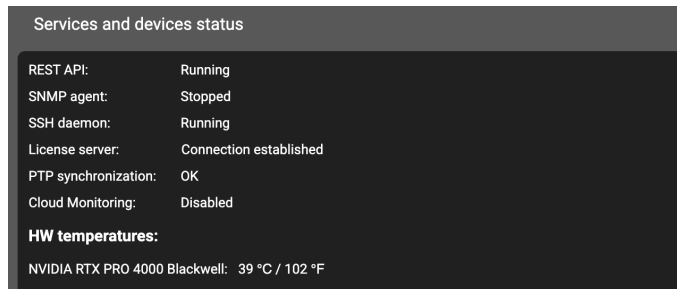 Services and devices status
REST API: Running
SNMP agent: Stopped
SSH daemon: Running
License server: Connection established
PTP synchronization: OK
Cloud Monitoring: Disabled
HW temperatures:
NVIDIA RTX PRO 4000 Blackwell: 39 °C / 102 °F